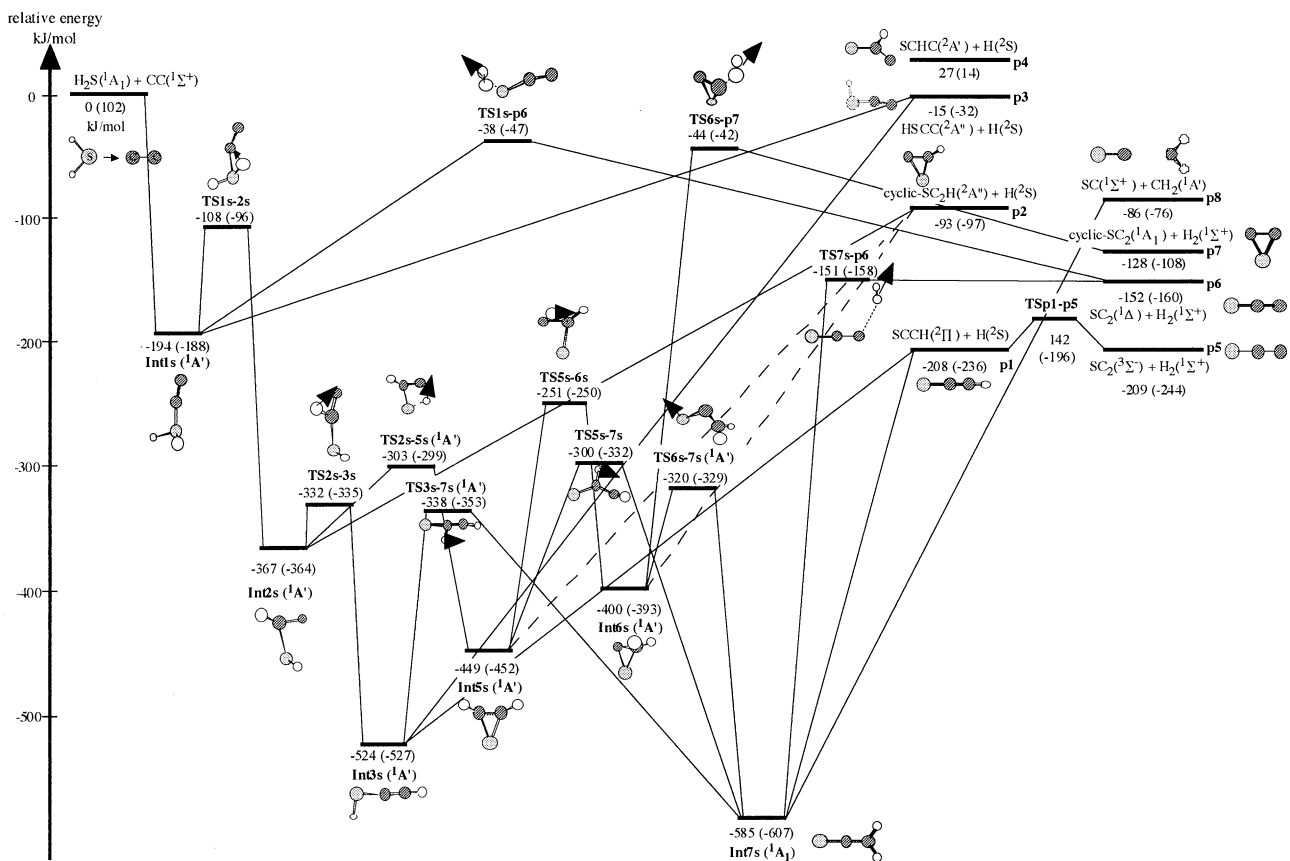 relative energy
kJ/mol
0
-100
-200
-300
-400
-500
H₂S(¹A₁) + CC(¹Σ⁺)
0 (102)
kJ/mol
S
TS1s-2s
-108 (-96)
-194 (-188)
Int1s (¹A')
TS1s-p6
-38 (-47)
TS6s-p7
-44 (-42)
SCHC(²A') + H(²S)
p4
27 (14)
p3
-15 (-32)
HSCC(²A'') + H(²S)
cyclic-SC₂H(²A'') + H(²S)
p2
-93 (-97)
SC(¹Σ⁺) + CH₂(¹A')
p8
-86 (-76)
cyclic-SC₂(¹A₁) + H₂(¹Σ⁺)
p7
-128 (-108)
p6
-152 (-160)
SC₂(¹Δ) + H₂(¹Σ⁺)
TS7s-p6
-151 (-158)
TSp1-p5
142
(-196)
p5
SC₂(³Σ⁻) + H₂(¹Σ⁺)
-209 (-244)
SCCH(²Π) + H(²S)
-208 (-236)
p1
TS5s-6s
-251 (-250)
TS2s-5s (¹A')
-303 (-299)
TS5s-7s
-300 (-332)
TS6s-7s (¹A')
-320 (-329)
TS2s-3s
-332 (-335)
TS3s-7s (¹A')
-338 (-353)
-367 (-364)
Int2s (¹A')
-400 (-393)
Int6s (¹A')
-449 (-452)
Int5s (¹A')
-524 (-527)
Int3s (¹A')
-585 (-607)
Int7s (¹A₁)